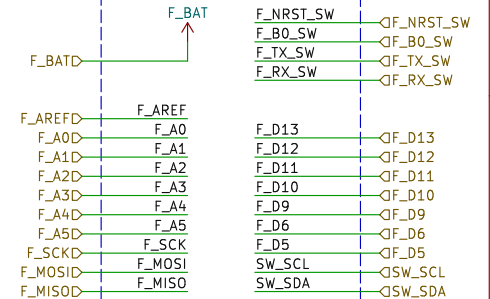 F_BAT
F_NRST_SW F_NRST_SW
F_B0_SW F_B0_SW
F_BAT F_TX_SW F_TX_SW
F_RX_SW F_RX_SW
F_AREF F_AREF
F_A0 F_A0 F_D13 F_D13
F_A1 F_A1 F_D12 F_D12
F_A2 F_A2 F_D11 F_D11
F_A3 F_A3 F_D10 F_D10
F_A4 F_A4 F_D9 F_D9
F_A5 F_A5 F_D6 F_D6
F_SCK F_SCK F_D5 F_D5
F_MOSI F_MOSI SW_SCL SW_SCL
F_MISO F_MISO SW_SDA SW_SDA